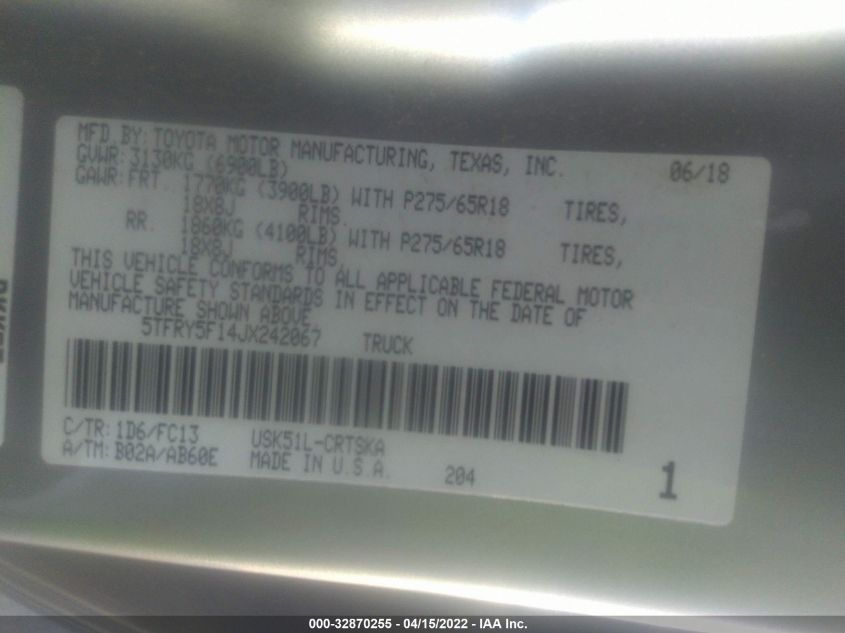 MFD BY: TOYOTA MOTOR MANUFACTURING, TEXAS, INC. 06/18
GVWR: 3130KG (6900LB)
GAWR: FRT. 1770KG (3900LB) WITH P275/65R18 TIRES,
18X8J RIMS.
RR. 1860KG (4100LB) WITH P275/65R18 TIRES,
18X8J RIMS.
THIS VEHICLE CONFORMS TO ALL APPLICABLE FEDERAL MOTOR
VEHICLE SAFETY STANDARDS IN EFFECT ON THE DATE OF
MANUFACTURE SHOWN ABOVE
5TFRY5F14JX242067 TRUCK
C/TR: 1D6/FC13 USK51L-CRTSKA
A/TM: B02A/AB60E MADE IN U.S.A. 204 1
000-32870255 - 04/15/2022 - IAA Inc.